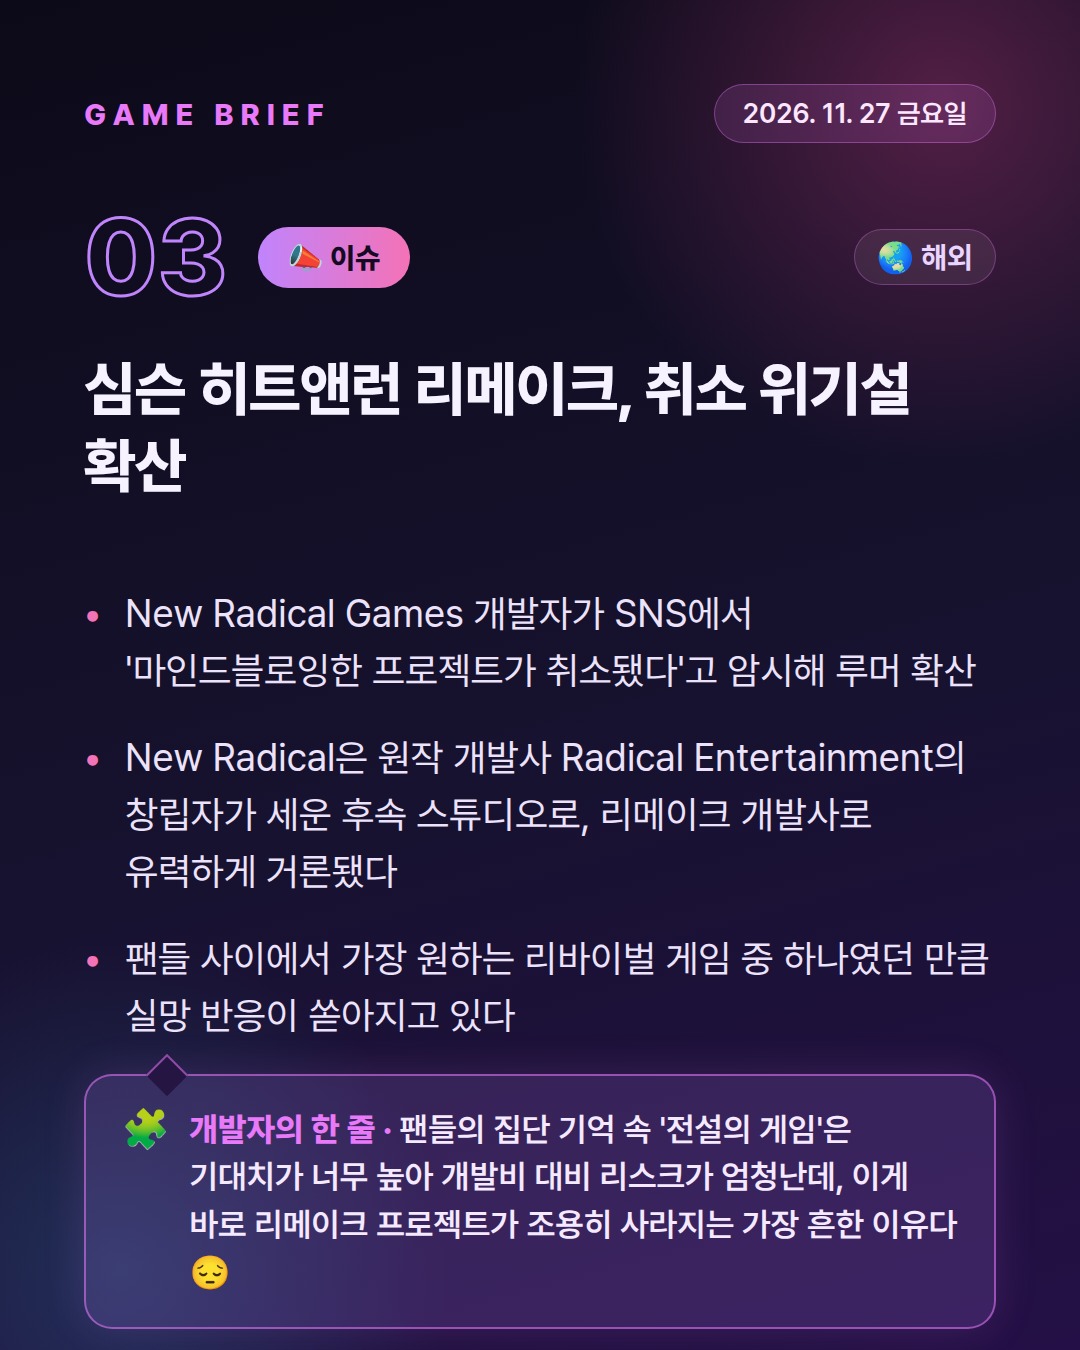 GAME BRIEF
2026. 11. 27 금요일
03
📣 이슈
🌏 해외
심슨 히트앤런 리메이크, 취소 위기설
확산
• New Radical Games 개발자가 SNS에서
'마인드블로잉한 프로젝트가 취소됐다'고 암시해 루머 확산
• New Radical은 원작 개발사 Radical Entertainment의
창립자가 세운 후속 스튜디오로, 리메이크 개발사로
유력하게 거론됐다
• 팬들 사이에서 가장 원하는 리바이벌 게임 중 하나였던 만큼
실망 반응이 쏟아지고 있다
🧩 개발자의 한 줄 · 팬들의 집단 기억 속 '전설의 게임'은
기대치가 너무 높아 개발비 대비 리스크가 엄청난데, 이게
바로 리메이크 프로젝트가 조용히 사라지는 가장 흔한 이유다
😔